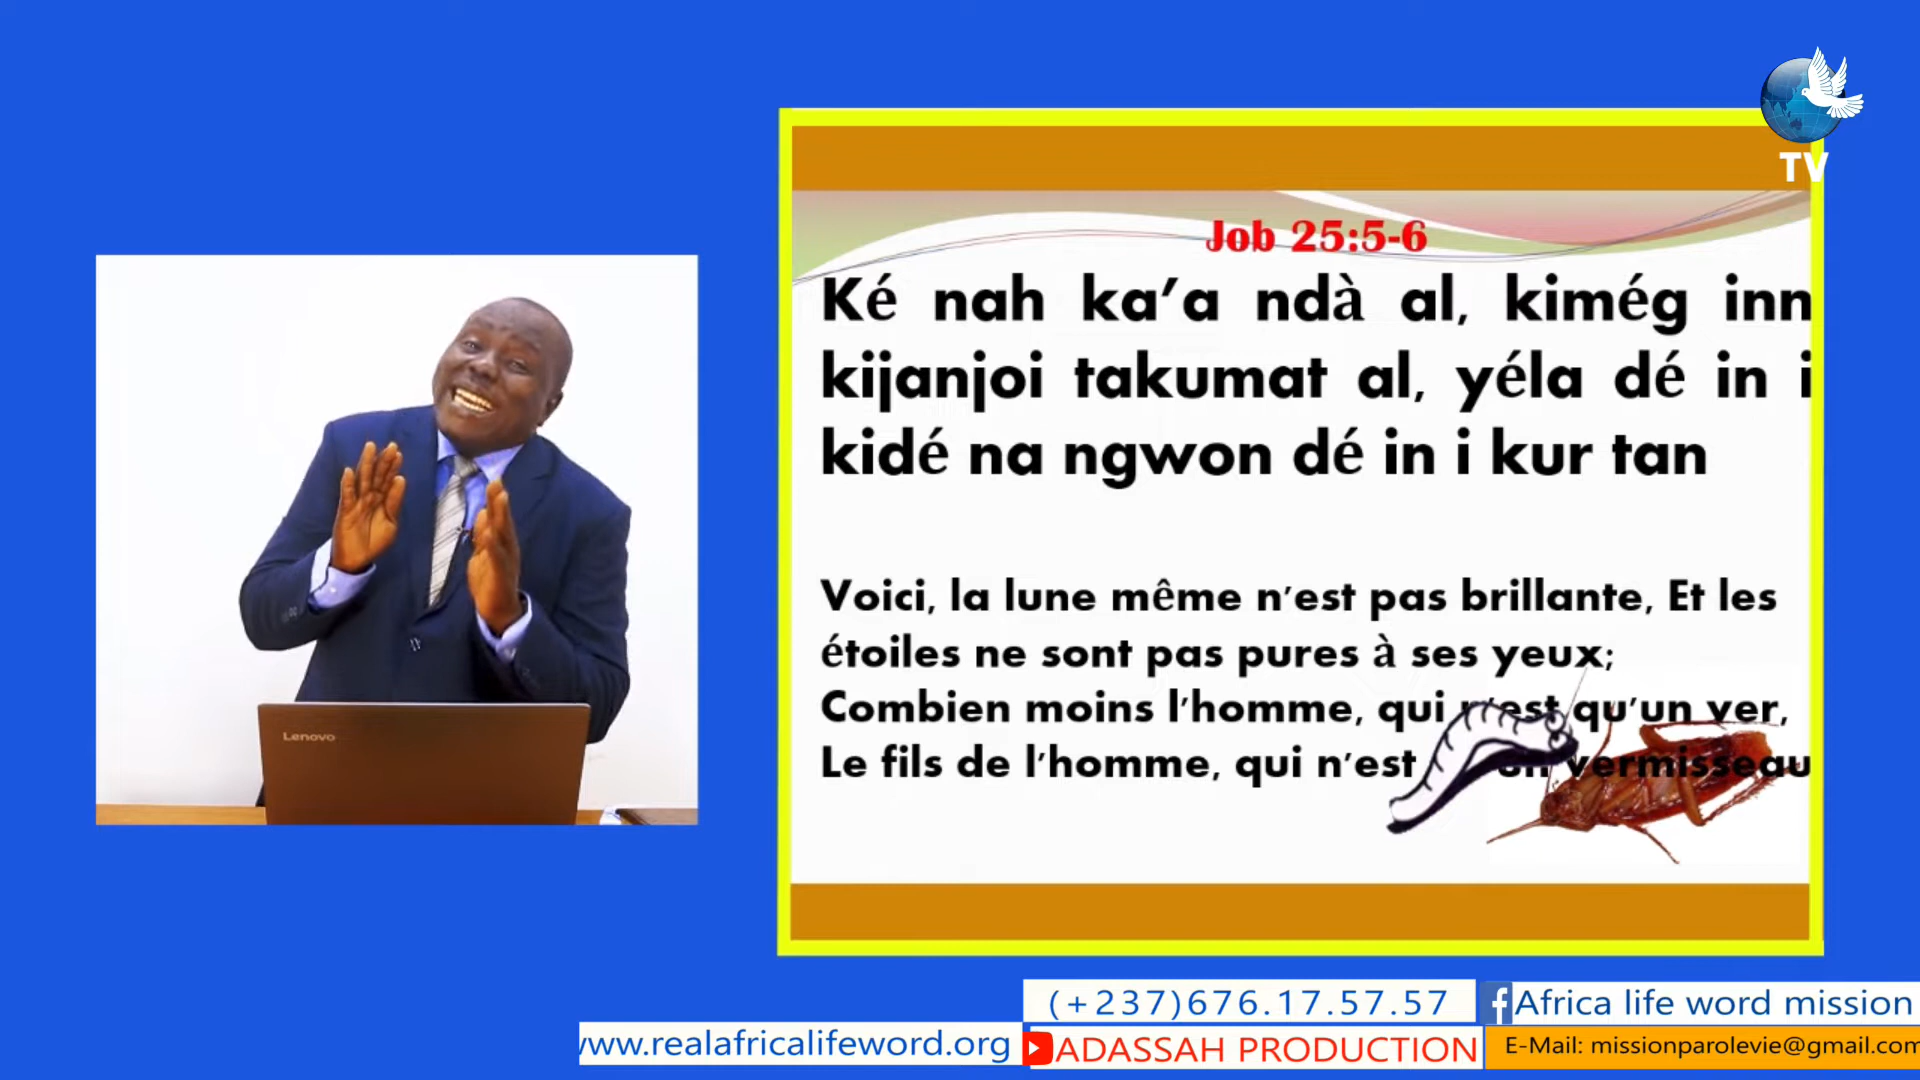 TV
Job 25:5-6
Ké nah ka’a ndà al, kimég inn
kijanjoi takumat al, yéla dé in i
kidé na ngwon dé in i kur tan
Voici, la lune même n’est pas brillante, Et les
étoiles ne sont pas pures à ses yeux;
Combien moins l’homme, qui n’est qu’un ver,
Le fils de l’homme, qui n’est un vermisseau
Lenovo
(+237)676.17.57.57
Africa life word mission
www.realafricalifeword.org
ADASSAH PRODUCTION
E-Mail: missionparolevie@gmail.com